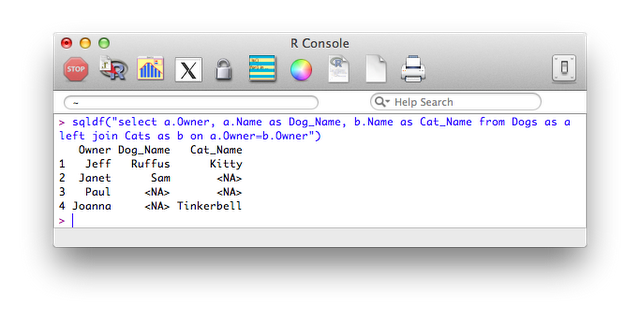 R Console
STOP
R
X
R
~
Help Search
> sqldf("select a.Owner, a.Name as Dog_Name, b.Name as Cat_Name from Dogs as a
left join Cats as b on a.Owner=b.Owner")
Owner Dog_Name Cat_Name
1 Jeff Ruffus Kitty
2 Janet Sam <NA>
3 Paul <NA> <NA>
4 Joanna <NA> Tinkerbell
>